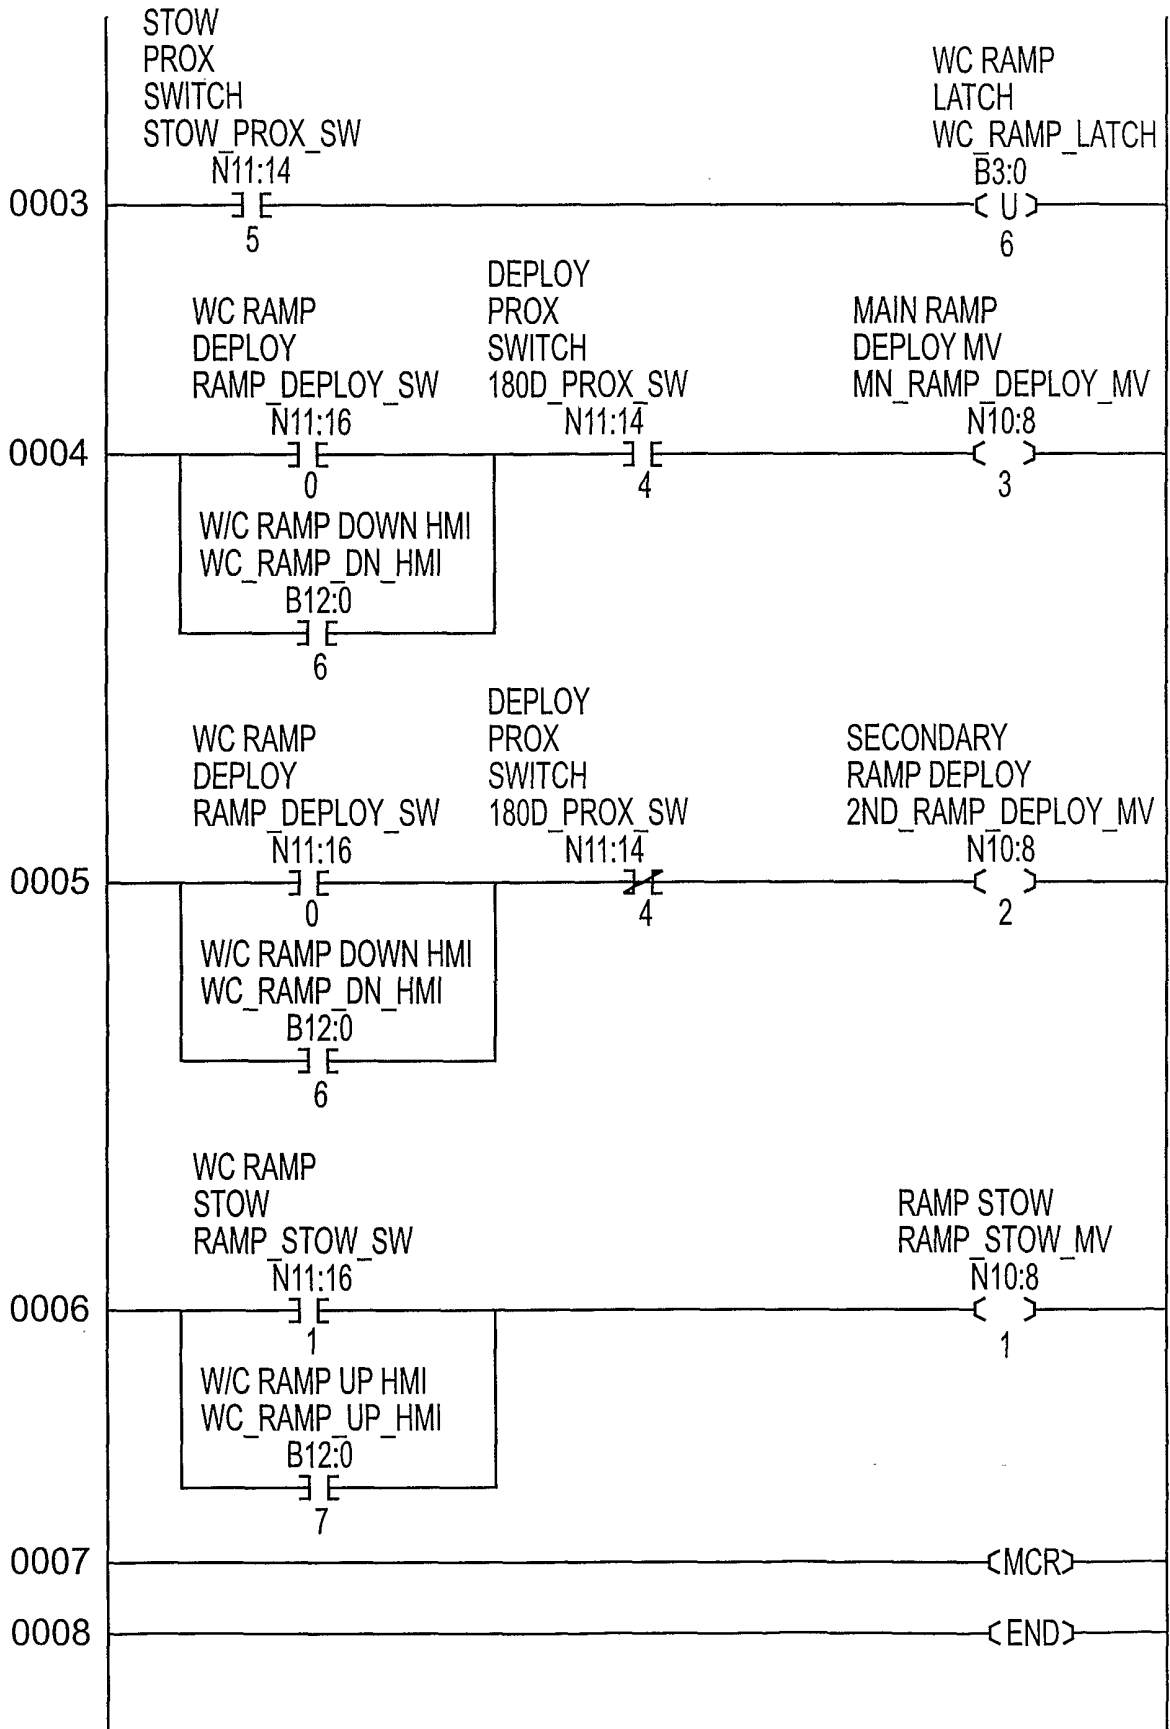 STOW
PROX
SWITCH
STOW_PROX_SW
N11:14
5
WC RAMP
LATCH
WC_RAMP_LATCH
B3:0
U
6
0003
WC RAMP
DEPLOY
RAMP_DEPLOY_SW
N11:16
0
DEPLOY
PROX
SWITCH
180D_PROX_SW
N11:14
4
MAIN RAMP
DEPLOY MV
MN_RAMP_DEPLOY_MV
N10:8
3
0004
W/C RAMP DOWN HMI
WC_RAMP_DN_HMI
B12:0
6
WC RAMP
DEPLOY
RAMP_DEPLOY_SW
N11:16
0
DEPLOY
PROX
SWITCH
180D_PROX_SW
N11:14
4
SECONDARY
RAMP DEPLOY
2ND_RAMP_DEPLOY_MV
N10:8
2
0005
W/C RAMP DOWN HMI
WC_RAMP_DN_HMI
B12:0
6
WC RAMP
STOW
RAMP_STOW_SW
N11:16
1
RAMP STOW
RAMP_STOW_MV
N10:8
1
0006
W/C RAMP UP HMI
WC_RAMP_UP_HMI
B12:0
7
0007
MCR
0008
END